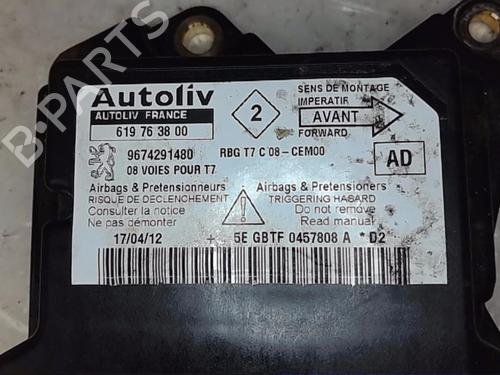 B-PARTS
Autoliv
AUTOLIV FRANCE
619 76 38 00
2
SENS DE MONTAGE
IMPERATIF
AVANT
FORWARD
9674291480
08 VOIES POUR T7
RBG T7 C 08-CEM00
AD
Airbags & Pretensionneurs
RISQUE DE DECLENCHEMENT
Consulter la notice
Ne pas démonter
!
Airbags & Pretensioners
TRIGGERING HASARD
Do not remove
Read manual
17/04/12
5E GBTF 0457808 A * D2